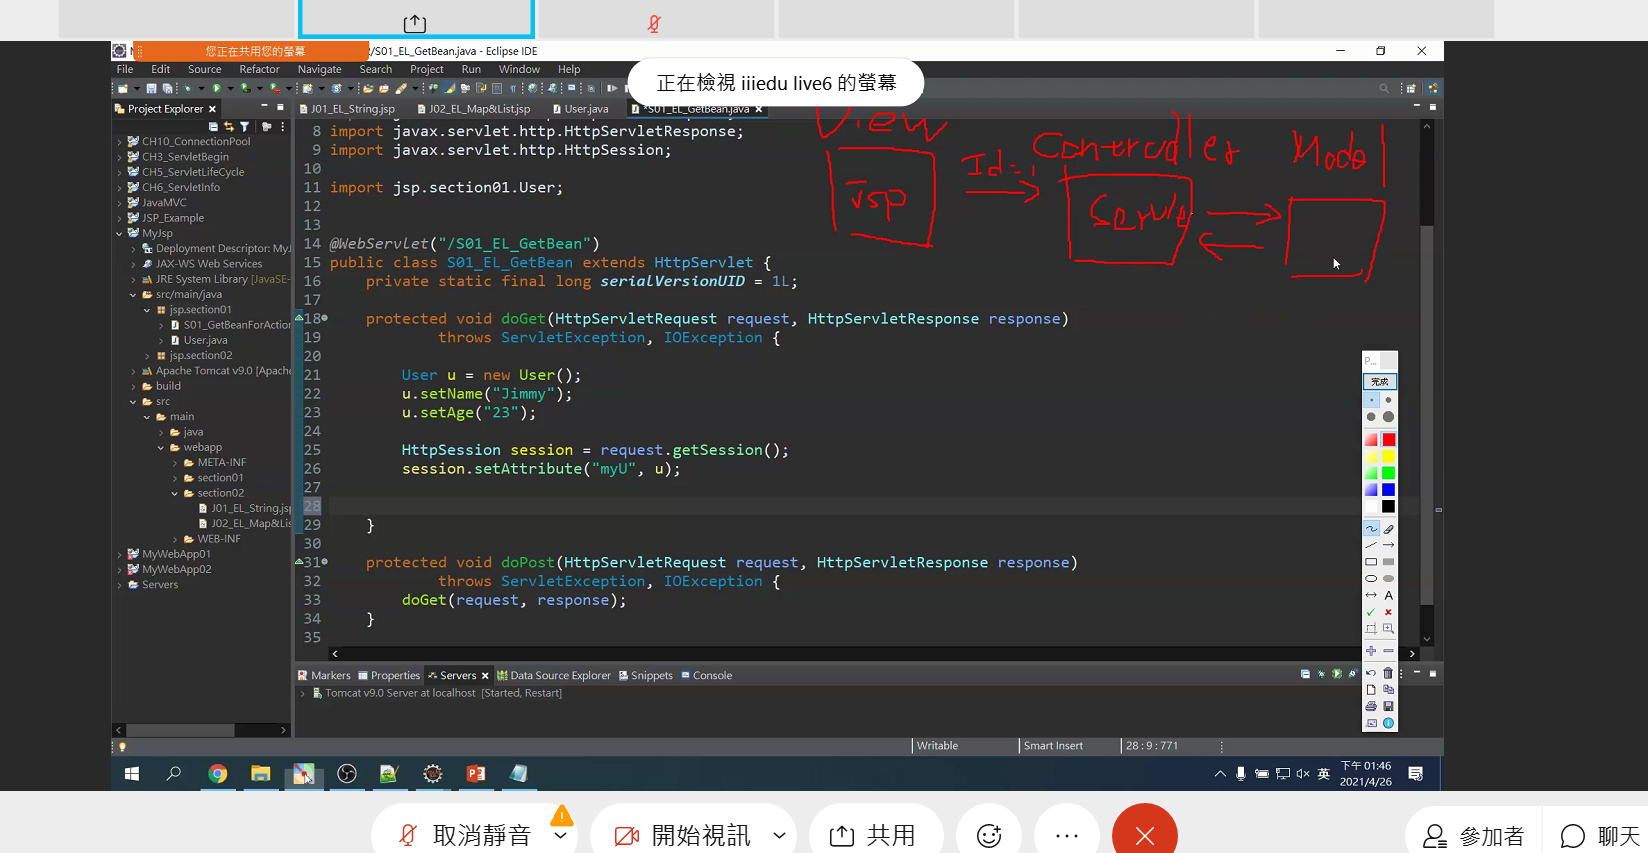 您正在共用您的螢幕
/S01_EL_GetBean.java - Eclipse IDE
File Edit Source Refactor Navigate Search Project Run Window Help
正在檢視 iiiedu live6 的螢幕
Project Explorer
J01_EL_String.jsp J02_EL_Map&List.jsp User.java *S01_EL_GetBean.java
CH10_ConnectionPool
CH3_ServletBegin
CH5_ServletLifeCycle
CH6_ServletInfo
JavaMVC
JSP_Example
MyJsp
Deployment Descriptor: MyJ
JAX-WS Web Services
JRE System Library [JavaSE-
src/main/java
jsp.section01
S01_GetBeanForAction
User.java
jsp.section02
Apache Tomcat v9.0 [Apache
build
src
main
java
webapp
META-INF
section01
section02
J01_EL_String.jsp
J02_EL_Map&Lis
WEB-INF
MyWebApp01
MyWebApp02
Servers
8 import javax.servlet.http.HttpServletResponse;
9 import javax.servlet.http.HttpSession;
10
11 import jsp.section01.User;
12
13
14 @WebServlet("/S01_EL_GetBean")
15 public class S01_EL_GetBean extends HttpServlet {
16 private static final long serialVersionUID = 1L;
17
18 protected void doGet(HttpServletRequest request, HttpServletResponse response)
19 throws ServletException, IOException {
20
21 User u = new User();
22 u.setName("Jimmy");
23 u.setAge("23");
24
25 HttpSession session = request.getSession();
26 session.setAttribute("myU", u);
27
28
29 }
30
31 protected void doPost(HttpServletRequest request, HttpServletResponse response)
32 throws ServletException, IOException {
33 doGet(request, response);
34 }
35
View
Jsp
Id=1
Controller
Servle
Mode
P...
完成
A
Markers Properties Servers Data Source Explorer Snippets Console
Tomcat v9.0 Server at localhost [Started, Restart]
Writable Smart Insert 28 : 9 : 771
英
下午 01:46
2021/4/26
取消靜音 開始視訊 共用 參加者 聊天